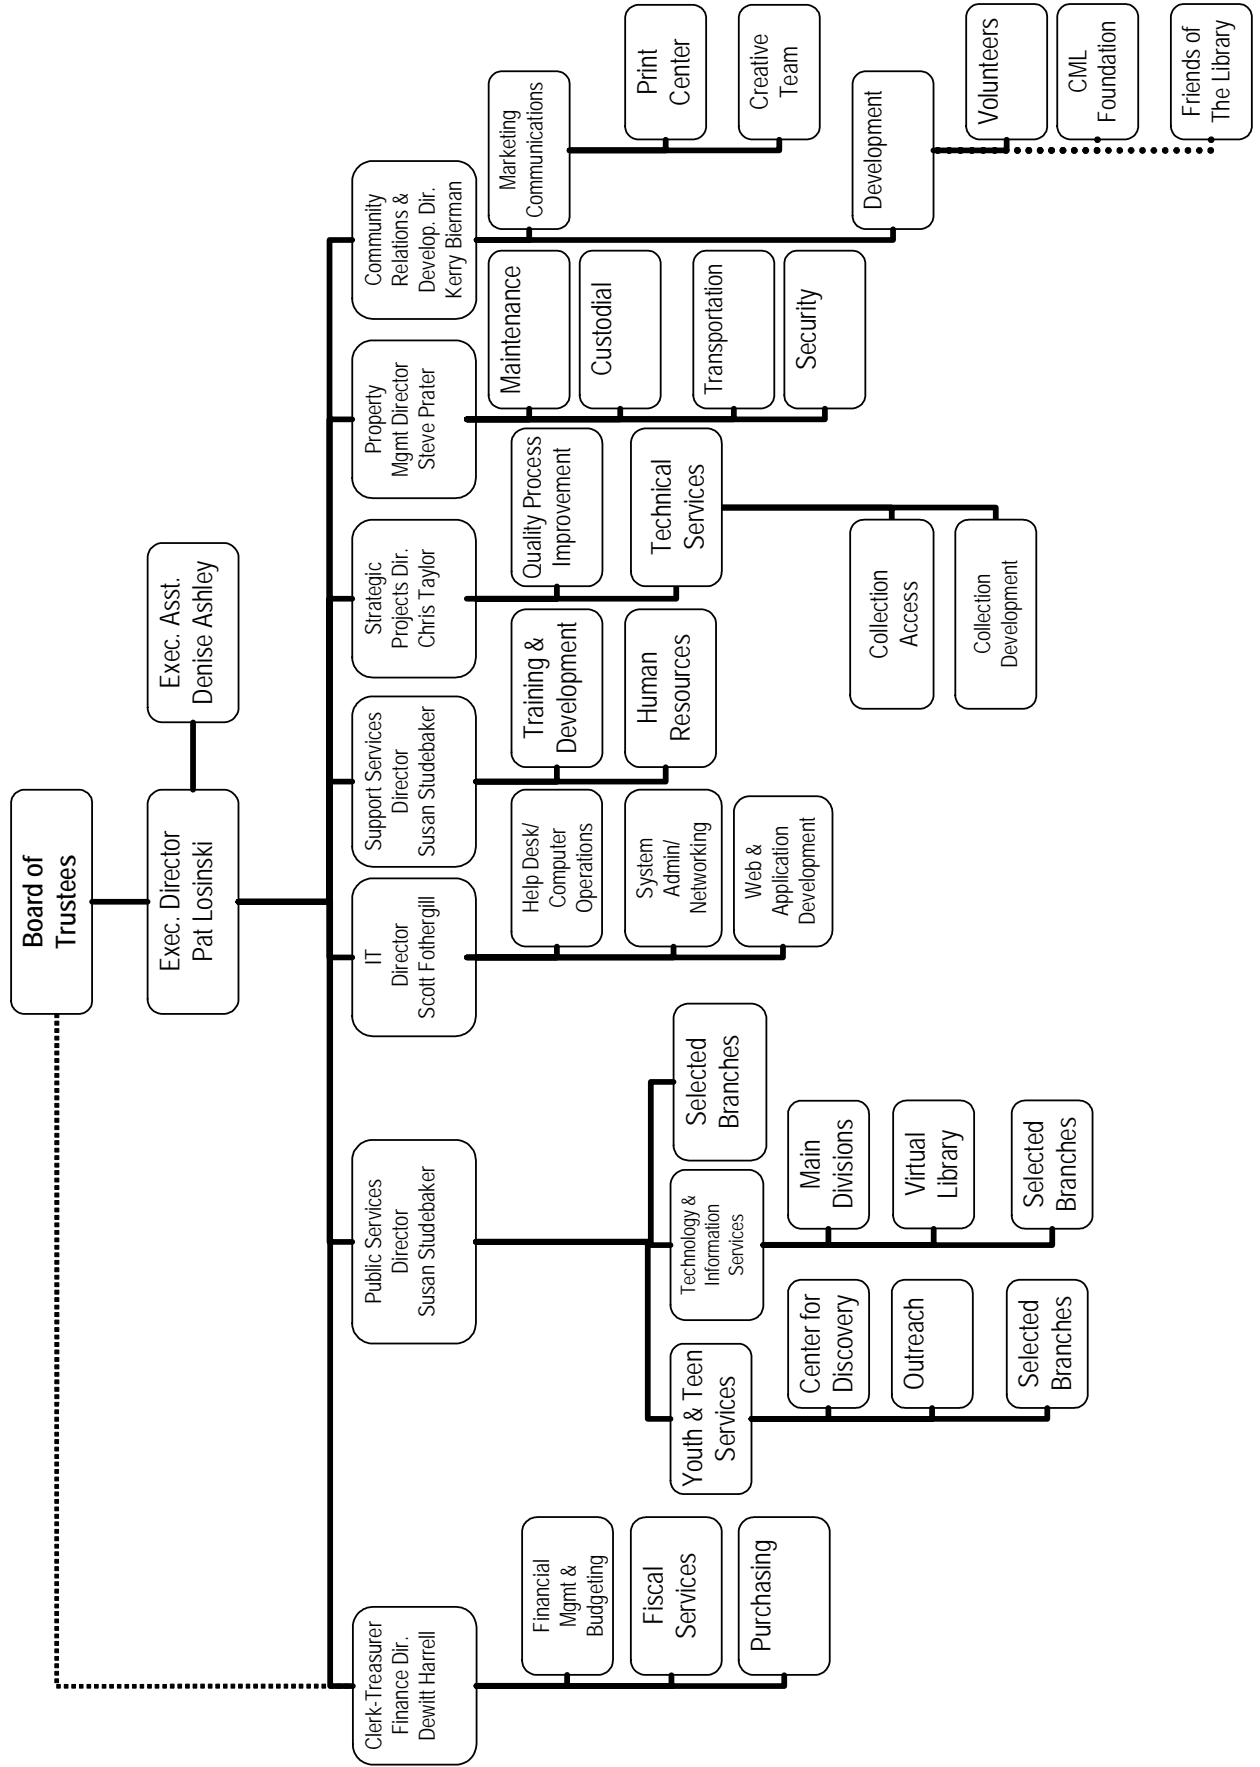 Board of
Trustees
Exec. Director
Pat Losinski
Exec. Asst.
Denise Ashley
Clerk-Treasurer
Finance Dir.
Dewitt Harrell
Financial
Mgmt &
Budgeting
Fiscal
Services
Purchasing
Public Services
Director
Susan Studebaker
Youth & Teen
Services
Center for
Discovery
Outreach
Selected
Branches
Technology &
Information
Services
Main
Divisions
Virtual
Library
Selected
Branches
Selected
Branches
IT
Director
Scott Fothergill
Help Desk/
Computer
Operations
System
Admin/
Networking
Web &
Application
Development
Support Services
Director
Susan Studebaker
Training &
Development
Human
Resources
Strategic
Projects Dir.
Chris Taylor
Quality Process
Improvement
Technical
Services
Collection
Access
Collection
Development
Property
Mgmt Director
Steve Prater
Maintenance
Custodial
Transportation
Security
Community
Relations &
Develop. Dir.
Kerry Bierman
Marketing
Communications
Print
Center
Creative
Team
Development
Volunteers
CML
Foundation
Friends of
The Library